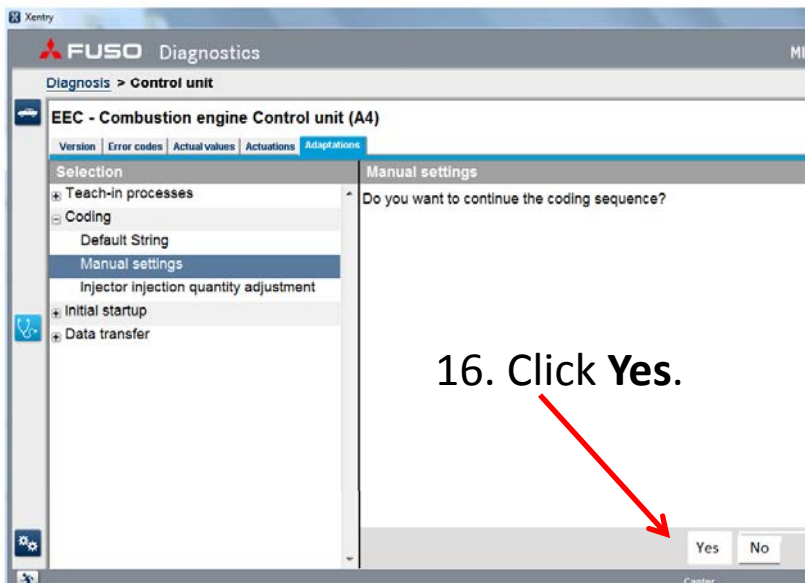 Xentry
FUSO Diagnostics
MI
Diagnosis > Control unit
EEC - Combustion engine Control unit (A4)
Version Error codes Actual values Actuations Adaptations
Selection
Manual settings
Teach-in processes
Do you want to continue the coding sequence?
Coding
Default String
Manual settings
Injector injection quantity adjustment
Initial startup
Data transfer
16. Click Yes.
Yes No
Canter